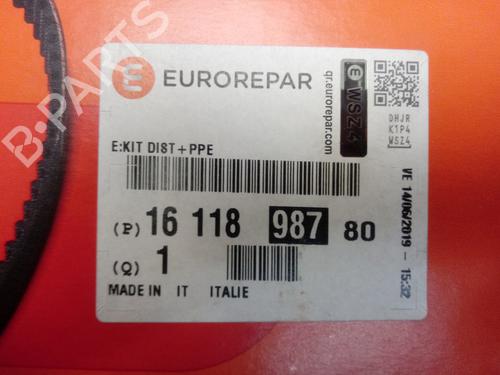 B-PARTS
EUROREPAR
qr.eurorepar.com
WSZ4
DHJR
K1P4
WSZ4
E:KIT DIST+PPE
(P) 16 118 987 80
(Q) 1
MADE IN IT ITALIE
VE 14/06/2019 - 15:32